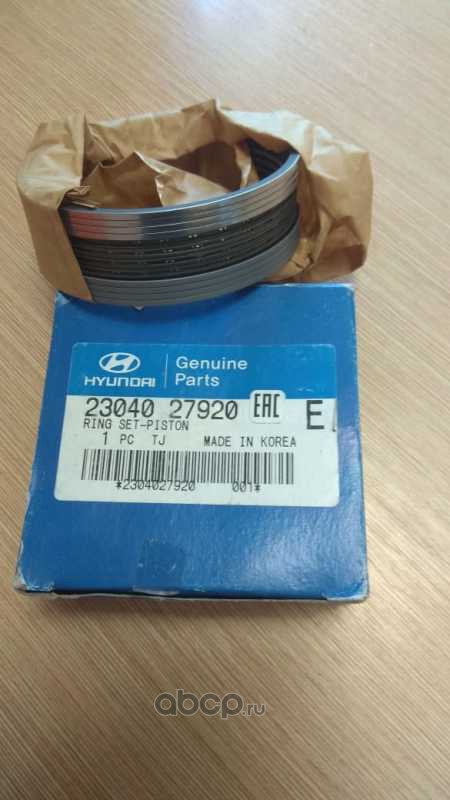 HYUNDAI
Genuine
Parts
23040 27920 EAC E
RING SET-PISTON
1 PC TJ MADE IN KOREA
*2304027920 001*
abcp.ru